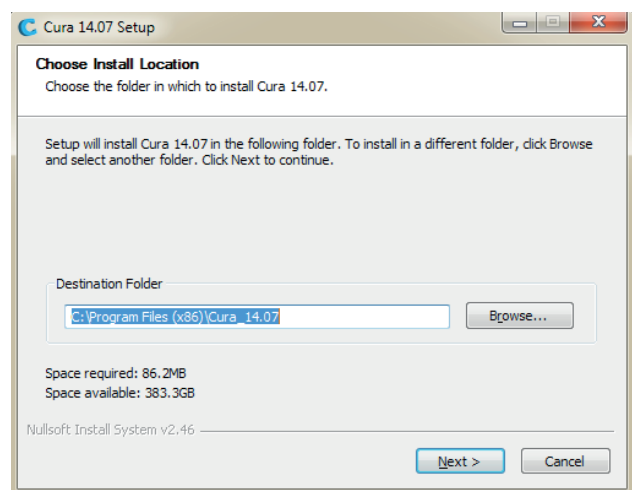 Cura 14.07 Setup
Choose Install Location
Choose the folder in which to install Cura 14.07.
Setup will install Cura 14.07 in the following folder. To install in a different folder, click Browse
and select another folder. Click Next to continue.
Destination Folder
C:\Program Files (x86)\Cura_14.07
Browse...
Space required: 86.2MB
Space available: 383.3GB
Nullsoft Install System v2.46
Next >
Cancel